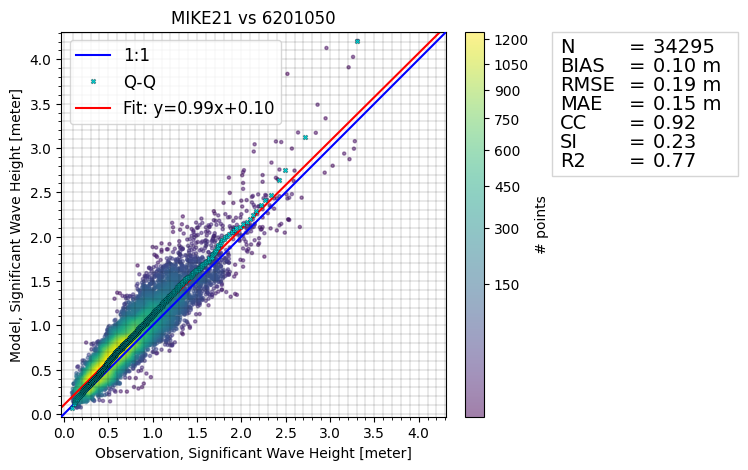 MIKE21 vs 6201050
1:1
Q-Q
Fit: y=0.99x+0.10
Model, Significant Wave Height [meter]
4.0
3.5
3.0
2.5
2.0
1.5
1.0
0.5
0.0
0.0 0.5 1.0 1.5 2.0 2.5 3.0 3.5 4.0
Observation, Significant Wave Height [meter]
1200
1050
900
750
600
450
300
150
# points
N = 34295
BIAS = 0.10 m
RMSE = 0.19 m
MAE = 0.15 m
CC = 0.92
SI = 0.23
R2 = 0.77